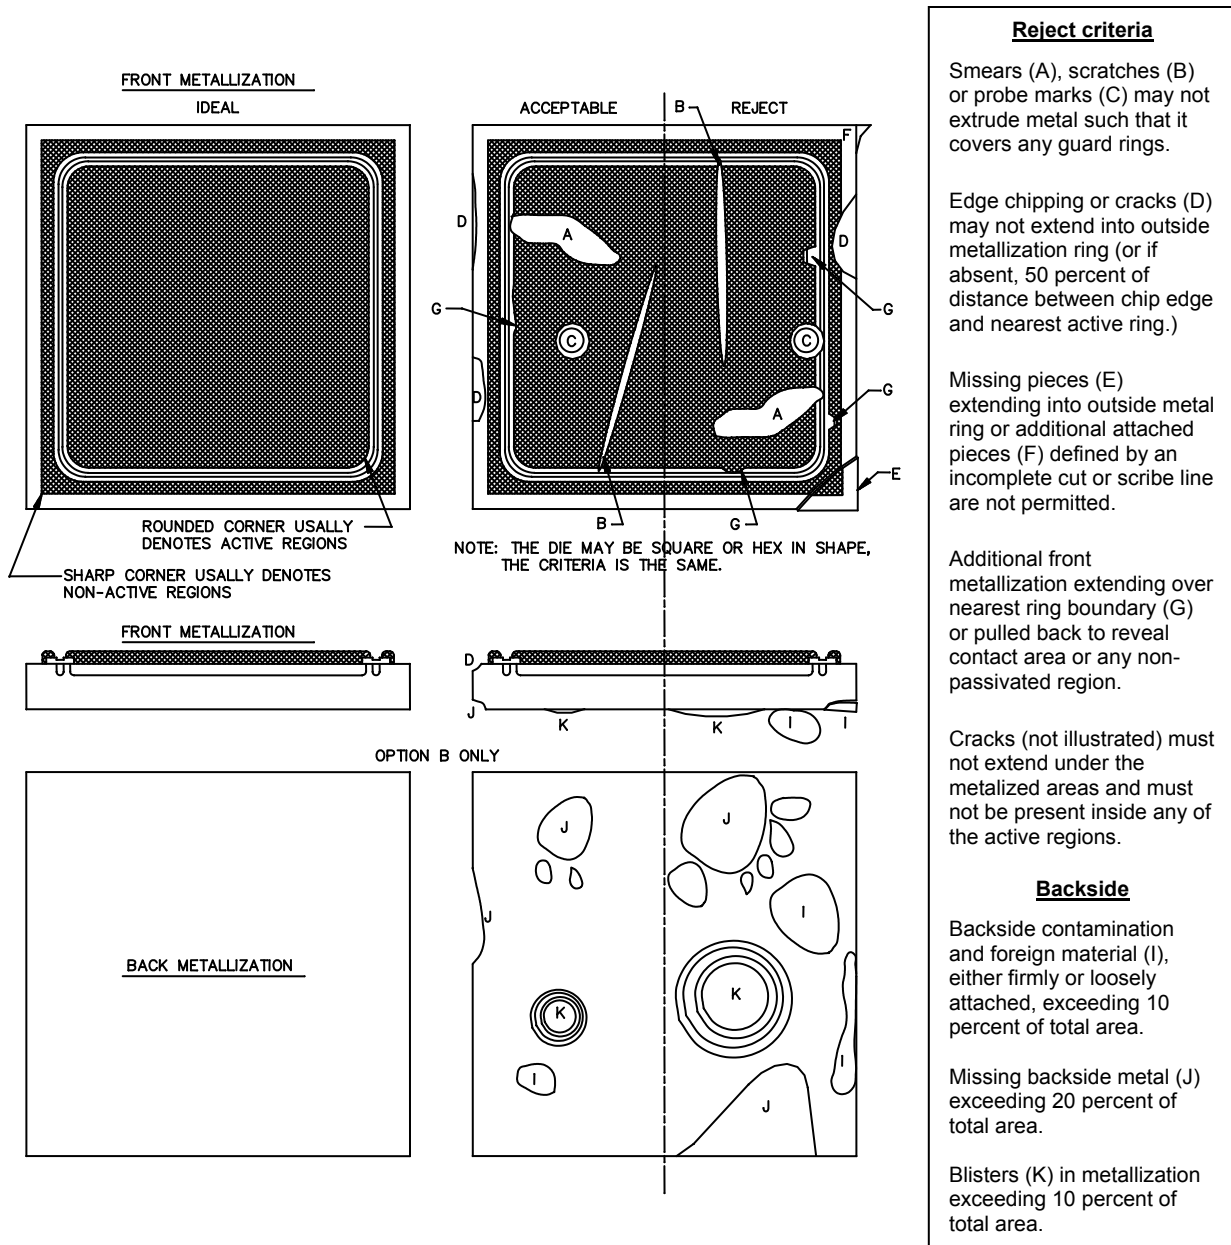 FRONT METALLIZATION
IDEAL
ACCEPTABLE
B
REJECT
F
D
A
D
G
G
C
C
D
A
G
E
B
G
ROUNDED CORNER USALLY
DENOTES ACTIVE REGIONS
SHARP CORNER USALLY DENOTES
NON-ACTIVE REGIONS
NOTE: THE DIE MAY BE SQUARE OR HEX IN SHAPE,
THE CRITERIA IS THE SAME.
FRONT METALLIZATION
D
J
K
K
I
I
OPTION B ONLY
J
J
J
I
BACK METALLIZATION
K
K
I
I
J
Reject criteria
Smears (A), scratches (B)
or probe marks (C) may not
extrude metal such that it
covers any guard rings.
Edge chipping or cracks (D)
may not extend into outside
metallization ring (or if
absent, 50 percent of
distance between chip edge
and nearest active ring.)
Missing pieces (E)
extending into outside metal
ring or additional attached
pieces (F) defined by an
incomplete cut or scribe line
are not permitted.
Additional front
metallization extending over
nearest ring boundary (G)
or pulled back to reveal
contact area or any non-
passivated region.
Cracks (not illustrated) must
not extend under the
metalized areas and must
not be present inside any of
the active regions.
Backside
Backside contamination
and foreign material (I),
either firmly or loosely
attached, exceeding 10
percent of total area.
Missing backside metal (J)
exceeding 20 percent of
total area.
Blisters (K) in metallization
exceeding 10 percent of
total area.